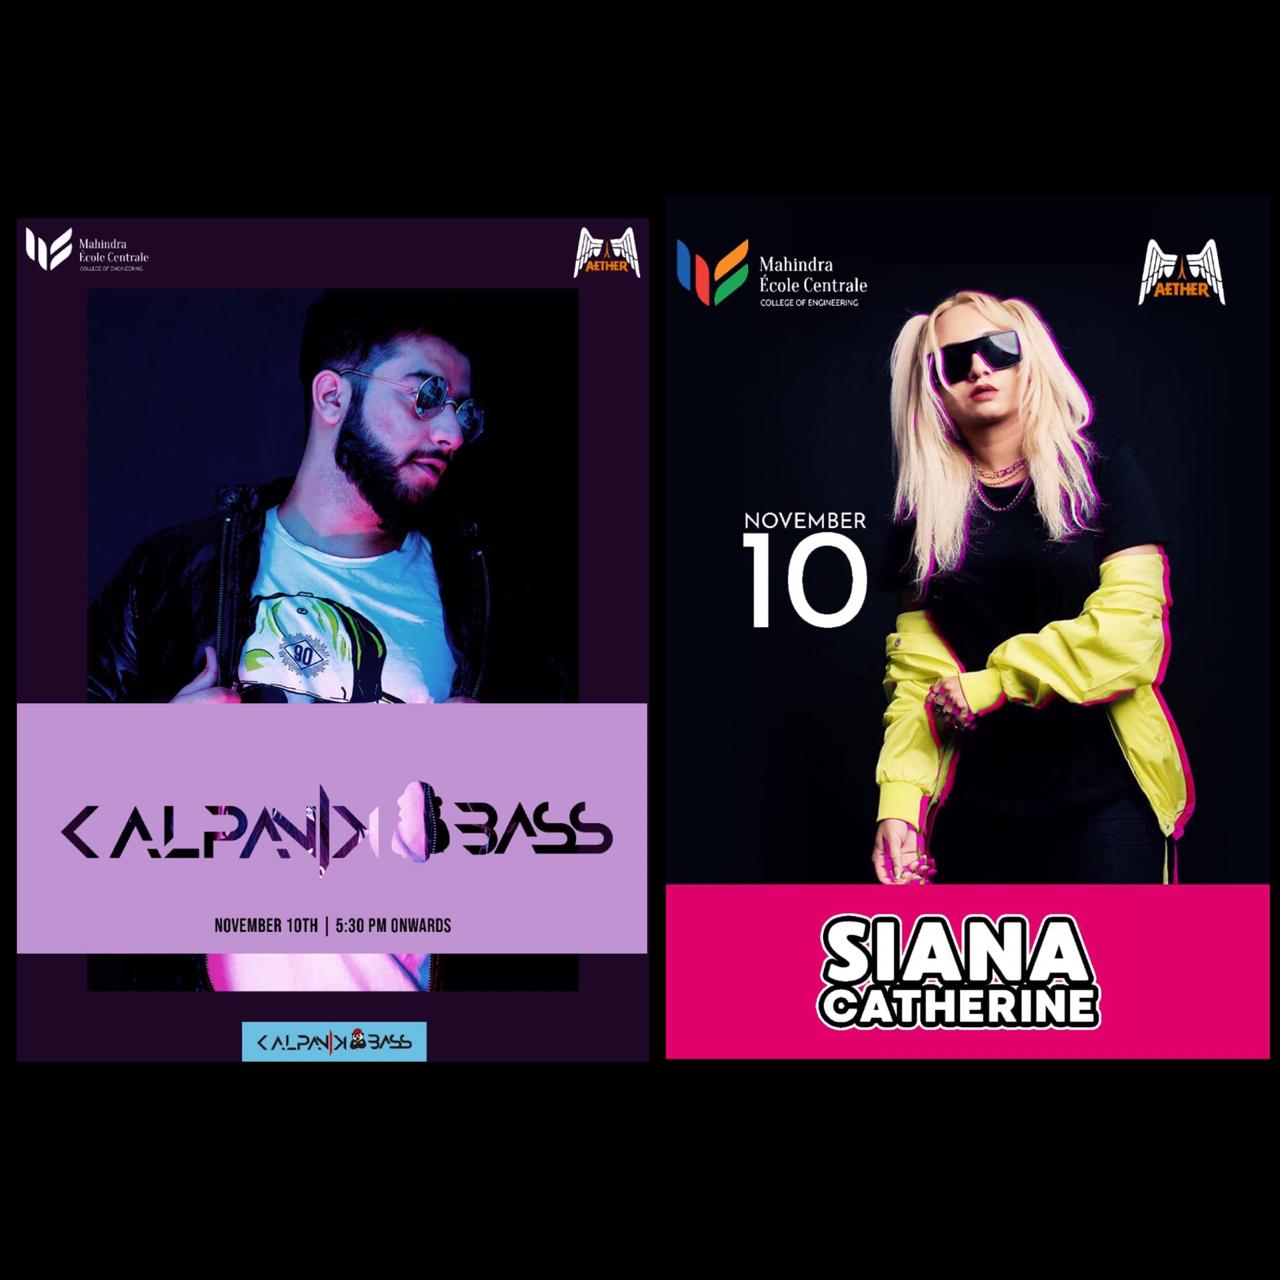 Mahindra
École Centrale
COLLEGE OF ENGINEERING
AETHER
90
KALPANIK BASS
NOVEMBER 10TH | 5:30 PM ONWARDS
KALPANIK BASS
Mahindra
École Centrale
COLLEGE OF ENGINEERING
AETHER
NOVEMBER
10
SIANA
CATHERINE